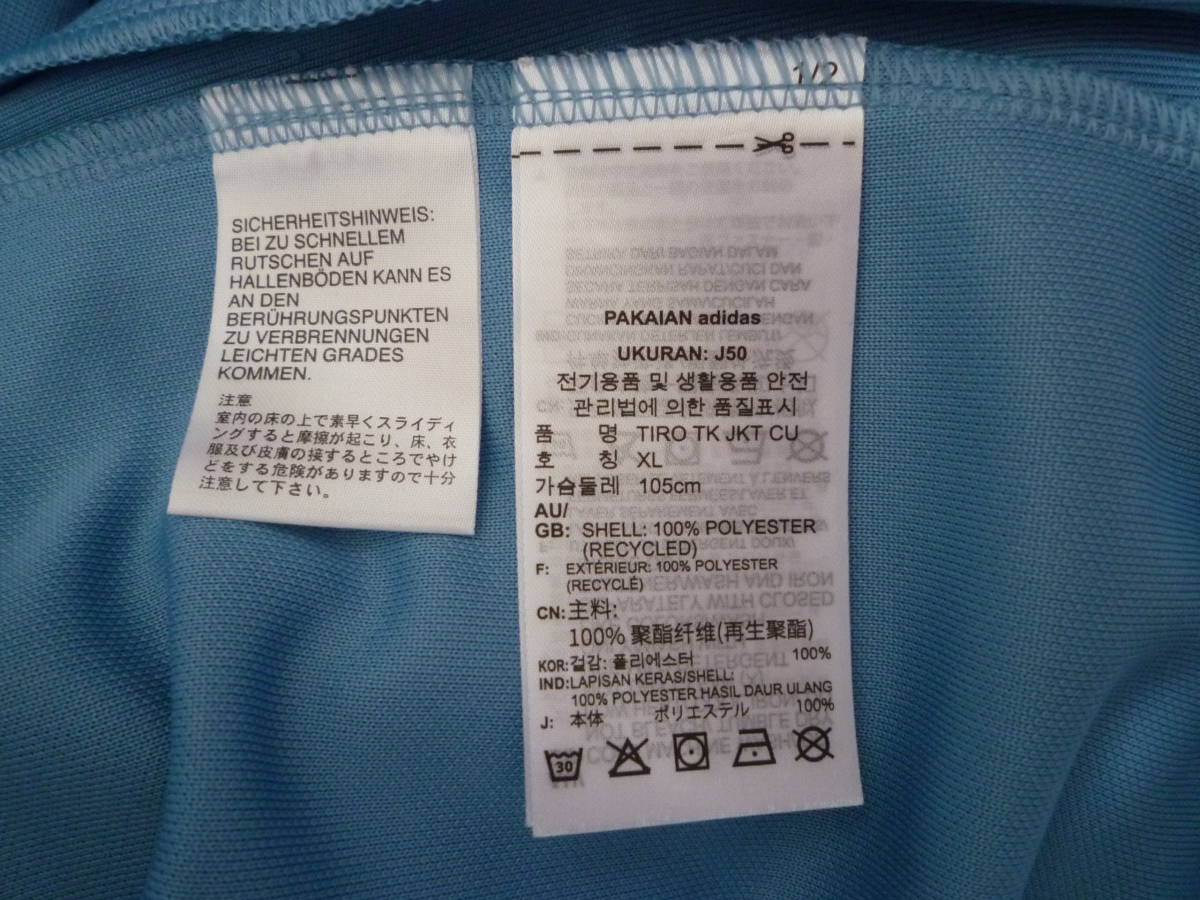 SICHERHEITSHINWEIS:
BEI ZU SCHNELLEM
RUTSCHEN AUF
HALLENBÖDEN KANN ES
AN DEN
BERÜHRUNGSPUNKTEN
ZU VERBRENNUNGEN
LEICHTEN GRADES
KOMMEN.
注意
室内の床の上で素早くスライディ
ングすると摩擦が起こり、床、衣
服及び皮膚の接するところでやけ
どをする危険がありますので十分
注意して下さい。
1/2
PAKAIAN adidas
UKURAN: J50
전기용품 및 생활용품 안전
관리법에 의한 품질표시
품 명 TIRO TK JKT CU
호 칭 XL
가슴둘레 105cm
AU/
GB: SHELL: 100% POLYESTER
(RECYCLED)
F: EXTÉRIEUR: 100% POLYESTER
(RECYCLÉ)
CN: 主料:
100% 聚酯纤维(再生聚酯)
KOR: 겉감: 폴리에스터 100%
IND: LAPISAN KERAS/SHELL:
100% POLYESTER HASIL DAUR ULANG
J: 本体 ポリエステル 100%
30